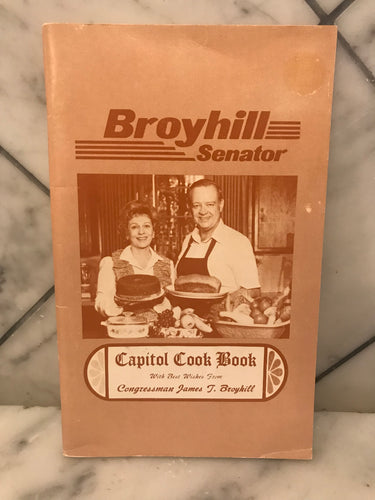 Broyhill
Senator
Capitol Cook Book
With Best Wishes From
Congressman James T. Broyhill